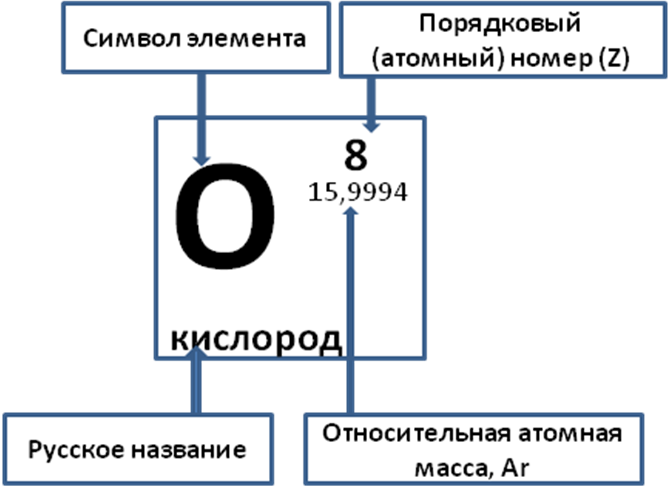 Символ элемента
Порядковый
(атомный) номер (Z)
О
8
15,9994
кислород
Русское название
Относительная атомная
масса, Ar